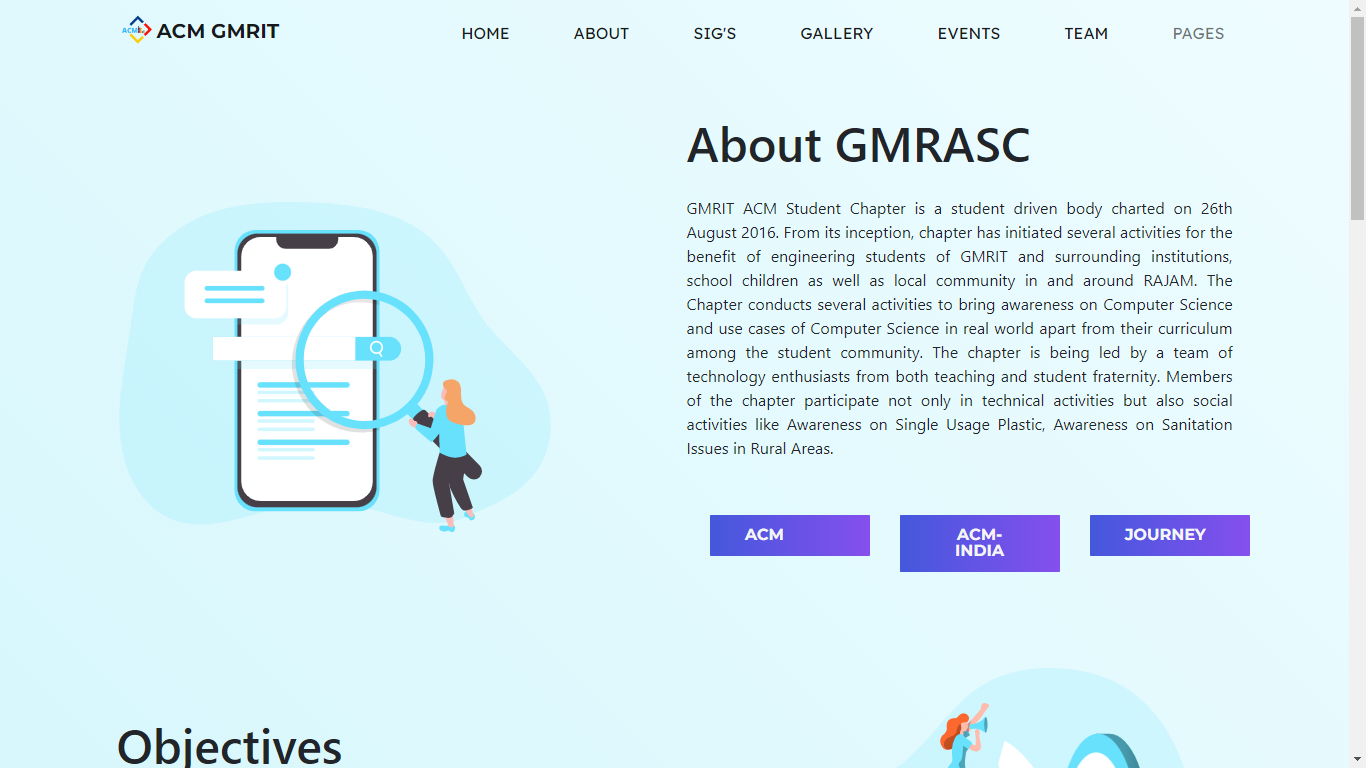 ACM GMRIT
HOME
ABOUT
SIG'S
GALLERY
EVENTS
TEAM
PAGES
About GMRASC
GMRIT ACM Student Chapter is a student driven body charted on 26th
August 2016. From its inception, chapter has initiated several activities for the
benefit of engineering students of GMRIT and surrounding institutions,
school children as well as local community in and around RAJAM. The
Chapter conducts several activities to bring awareness on Computer Science
and use cases of Computer Science in real world apart from their curriculum
among the student community. The chapter is being led by a team of
technology enthusiasts from both teaching and student fraternity. Members
of the chapter participate not only in technical activities but also social
activities like Awareness on Single Usage Plastic, Awareness on Sanitation
Issues in Rural Areas.
ACM
ACM-
INDIA
JOURNEY
Objectives